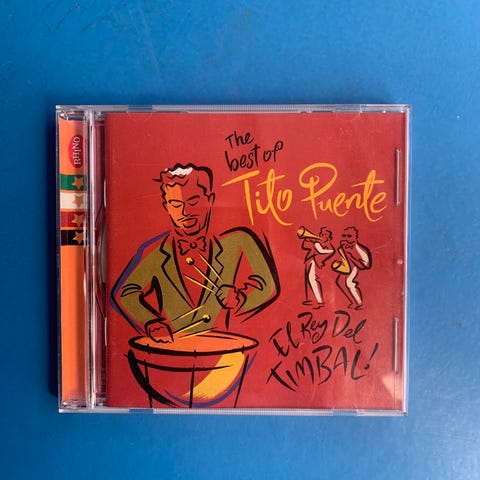 The
best of
Tito Puente
El Rey Del
TIMBAL!
RHINO